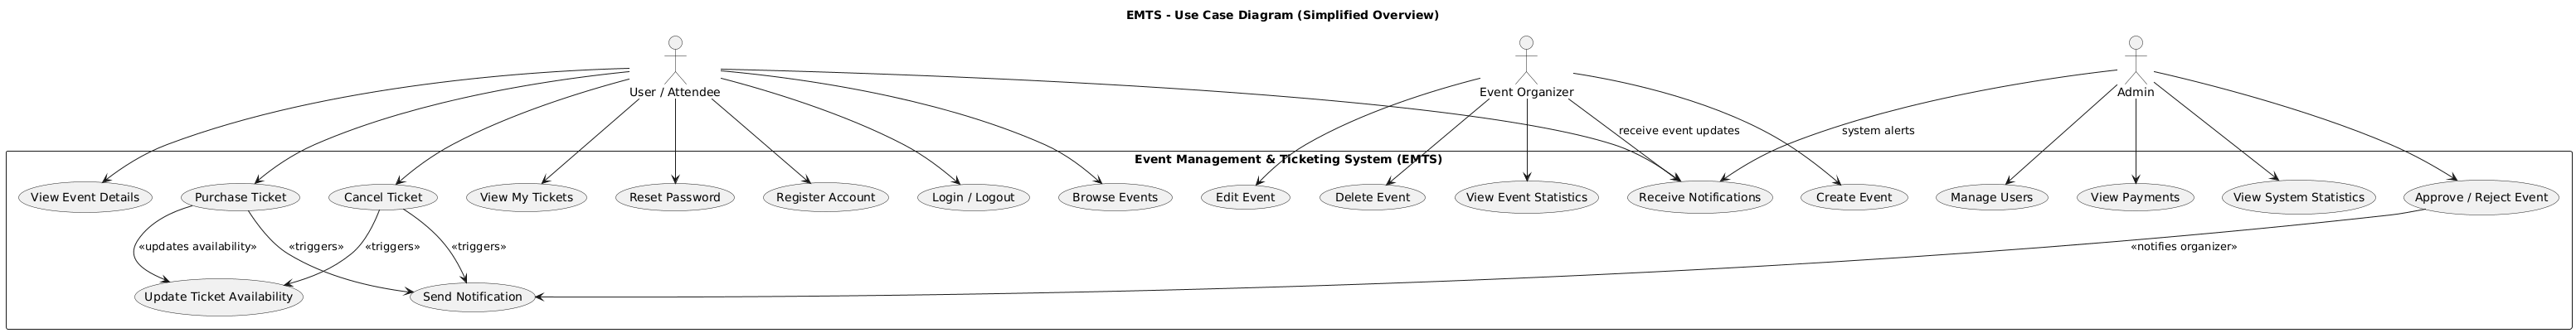 EMTS - Use Case Diagram (Simplified Overview)
User / Attendee
Event Organizer
Admin
receive event updates
system alerts
Event Management & Ticketing System (EMTS)
View Event Details
Purchase Ticket
Cancel Ticket
View My Tickets
Reset Password
Register Account
Login / Logout
Browse Events
Edit Event
Delete Event
View Event Statistics
Receive Notifications
Create Event
Manage Users
View Payments
View System Statistics
Approve / Reject Event
«updates availability»
«triggers»
«triggers»
«triggers»
«notifies organizer»
Update Ticket Availability
Send Notification